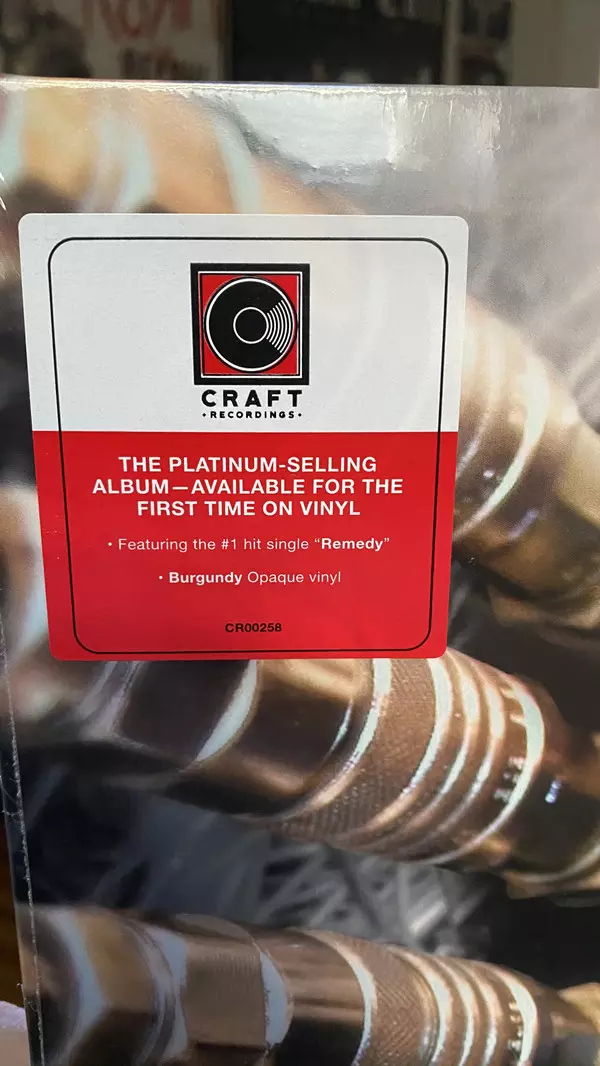 CRAFT
•RECORDINGS•
THE PLATINUM-SELLING
ALBUM—AVAILABLE FOR THE
FIRST TIME ON VINYL
• Featuring the #1 hit single “Remedy”
• Burgundy Opaque vinyl
CR00258